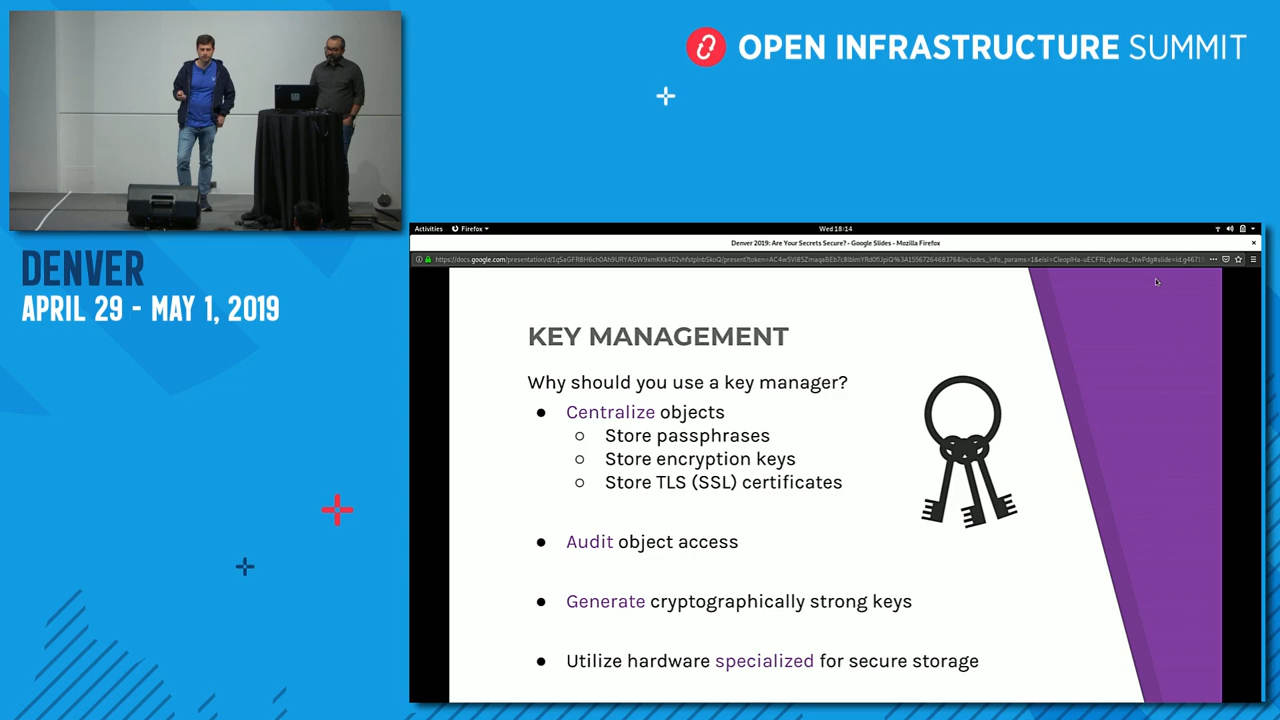 OPEN INFRASTRUCTURE SUMMIT
DENVER
APRIL 29 - MAY 1, 2019
Activities
Firefox
Wed 18:14
Denver 2019: Are Your Secrets Secure? - Google Slides - Mozilla Firefox
KEY MANAGEMENT
Why should you use a key manager?
● Centralize objects
○ Store passphrases
○ Store encryption keys
○ Store TLS (SSL) certificates
● Audit object access
● Generate cryptographically strong keys
● Utilize hardware specialized for secure storage